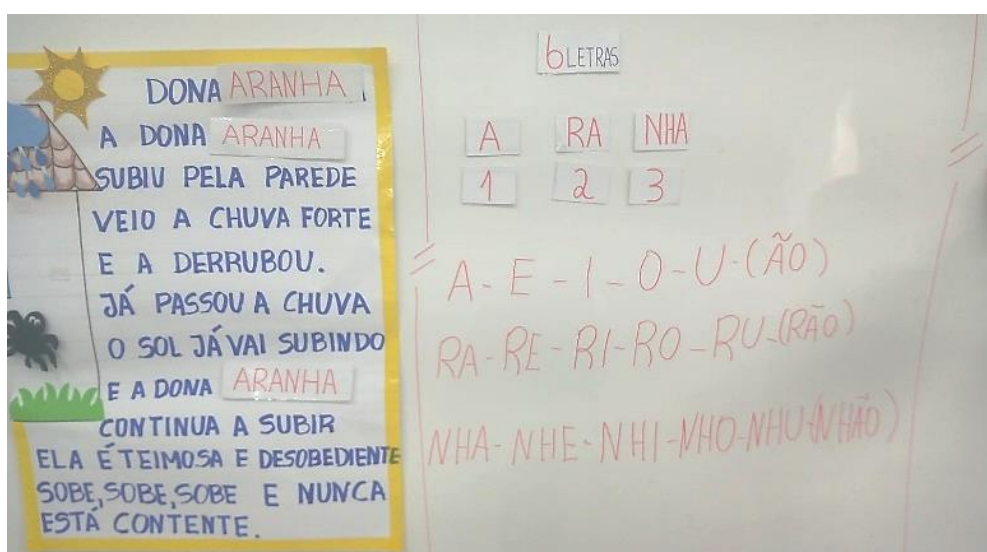 DONA ARANHA
A DONA ARANHA
SUBIU PELA PAREDE
VEIO A CHUVA FORTE
E A DERRUBOU.
JÁ PASSOU A CHUVA
O SOL JÁ VAI SUBINDO
E A DONA ARANHA
CONTINUA A SUBIR
ELA É TEIMOSA E DESOBEDIENTE
SOBE, SOBE, SOBE E NUNCA
ESTÁ CONTENTE.
6 LETRAS
A RA NHA
1 2 3
A - E - I - O - U - (ÃO)
RA - RE - RI - RO - RU - (RÃO)
NHA - NHE - NHI - NHO - NHU (NHÃO)